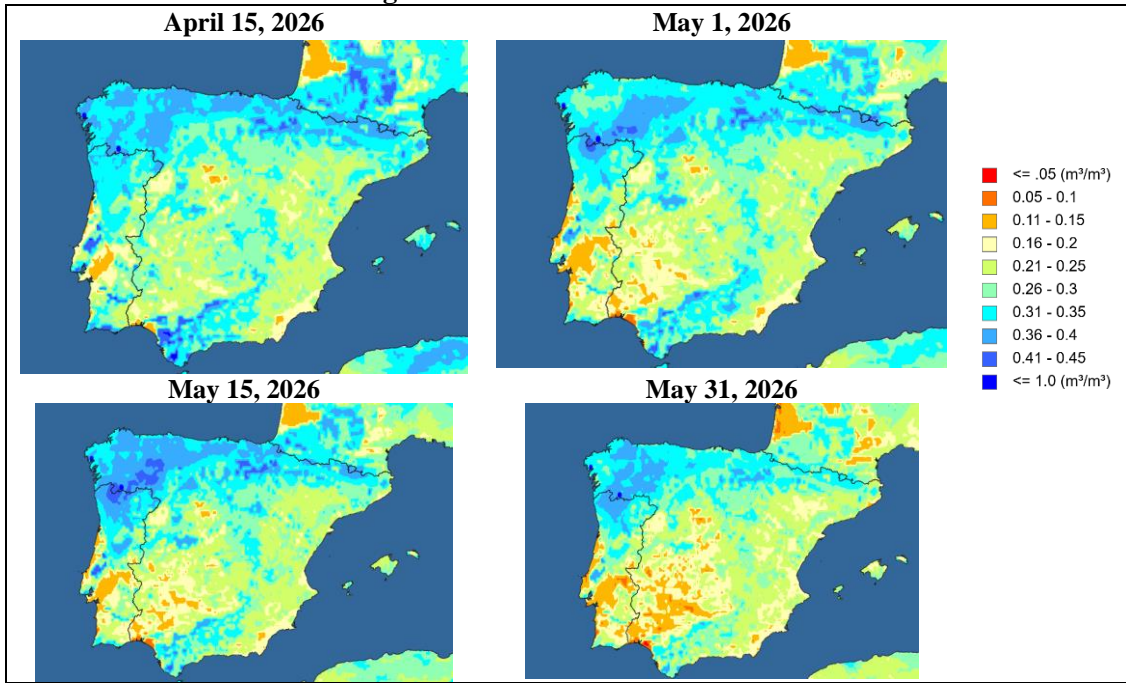 April 15, 2026
May 1, 2026
<= .05 (m³/m³)
0.05 - 0.1
0.11 - 0.15
0.16 - 0.2
0.21 - 0.25
0.26 - 0.3
0.31 - 0.35
0.36 - 0.4
0.41 - 0.45
<= 1.0 (m³/m³)
May 15, 2026
May 31, 2026